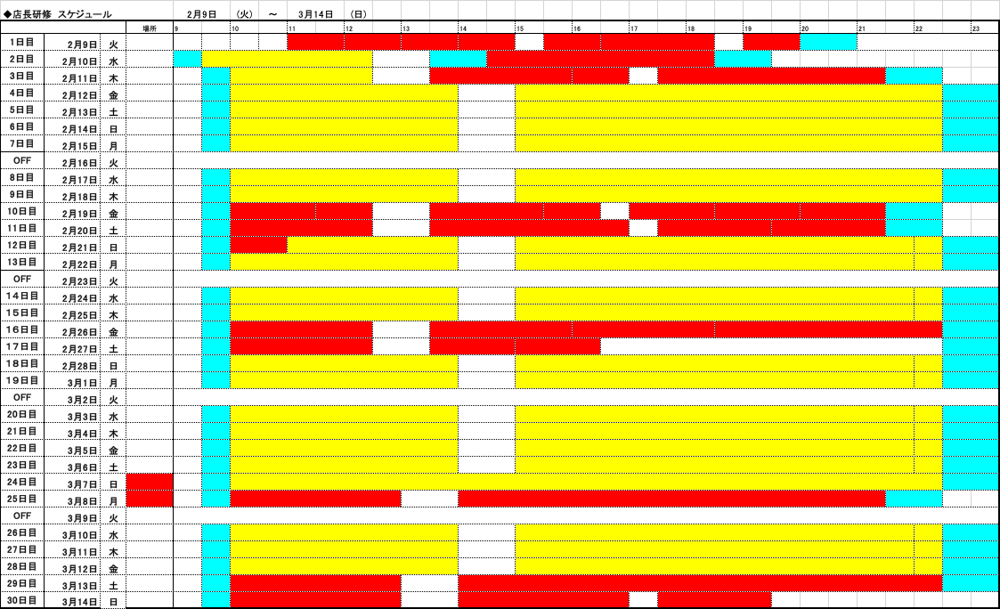 ◆店長研修 スケジュール 2月9日 (火) ～ 3月14日 (日)
場所 9 10 11 12 13 14 15 16 17 18 19 20 21 22 23
1日目 2月9日 火
2日目 2月10日 水
3日目 2月11日 木
4日目 2月12日 金
5日目 2月13日 土
6日目 2月14日 日
7日目 2月15日 月
OFF 2月16日 火
8日目 2月17日 水
9日目 2月18日 木
10日目 2月19日 金
11日目 2月20日 土
12日目 2月21日 日
13日目 2月22日 月
OFF 2月23日 火
14日目 2月24日 水
15日目 2月25日 木
16日目 2月26日 金
17日目 2月27日 土
18日目 2月28日 日
19日目 3月1日 月
OFF 3月2日 火
20日目 3月3日 水
21日目 3月4日 木
22日目 3月5日 金
23日目 3月6日 土
24日目 3月7日 日
25日目 3月8日 月
OFF 3月9日 火
26日目 3月10日 水
27日目 3月11日 木
28日目 3月12日 金
29日目 3月13日 土
30日目 3月14日 日